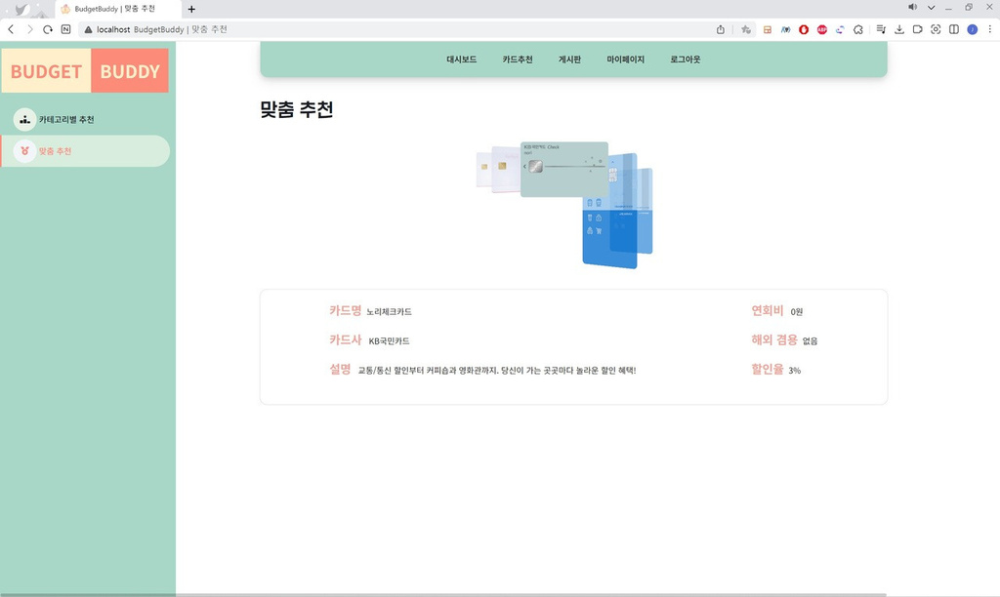 BudgetBuddy | 맞춤 추천
localhost BudgetBuddy | 맞춤 추천
BUDGET BUDDY
카테고리별 추천
맞춤 추천
대시보드 카드추천 게시판 마이페이지 로그아웃
맞춤 추천
KB국민카드 Check
카드명 노리체크카드
연회비 0원
카드사 KB국민카드
해외 겸용 없음
설명 교통/통신 할인부터 커피숍과 영화관까지. 당신이 가는 곳곳마다 놀라운 할인 혜택!
할인율 3%